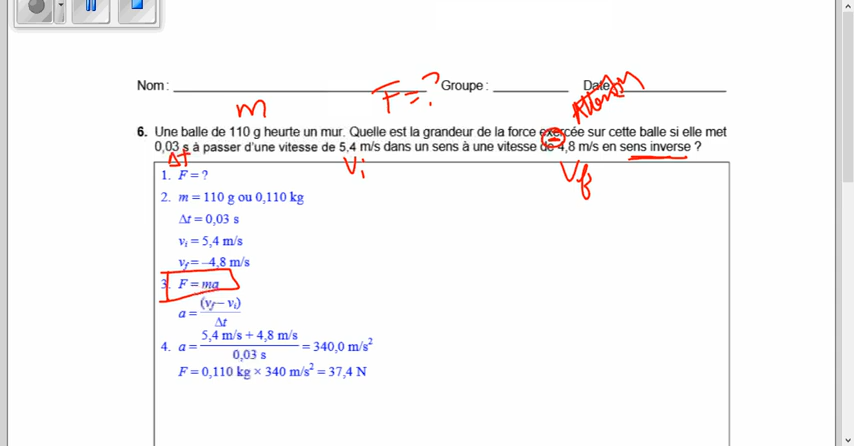 Nom : ____ Groupe : ____ Date : ____
F = ?
m
Attention
6. Une balle de 110 g heurte un mur. Quelle est la grandeur de la force exercée sur cette balle si elle met
0,03 s à passer d'une vitesse de 5,4 m/s dans un sens à une vitesse de 4,8 m/s en sens inverse ?
Δt
Vi
Vf
1. F = ?
2. m = 110 g ou 0,110 kg
Δt = 0,03 s
vi = 5,4 m/s
vf = –4,8 m/s
3. F = ma
a = (vf – vi) / Δt
4. a = 5,4 m/s + 4,8 m/s / 0,03 s = 340,0 m/s²
F = 0,110 kg × 340 m/s² = 37,4 N